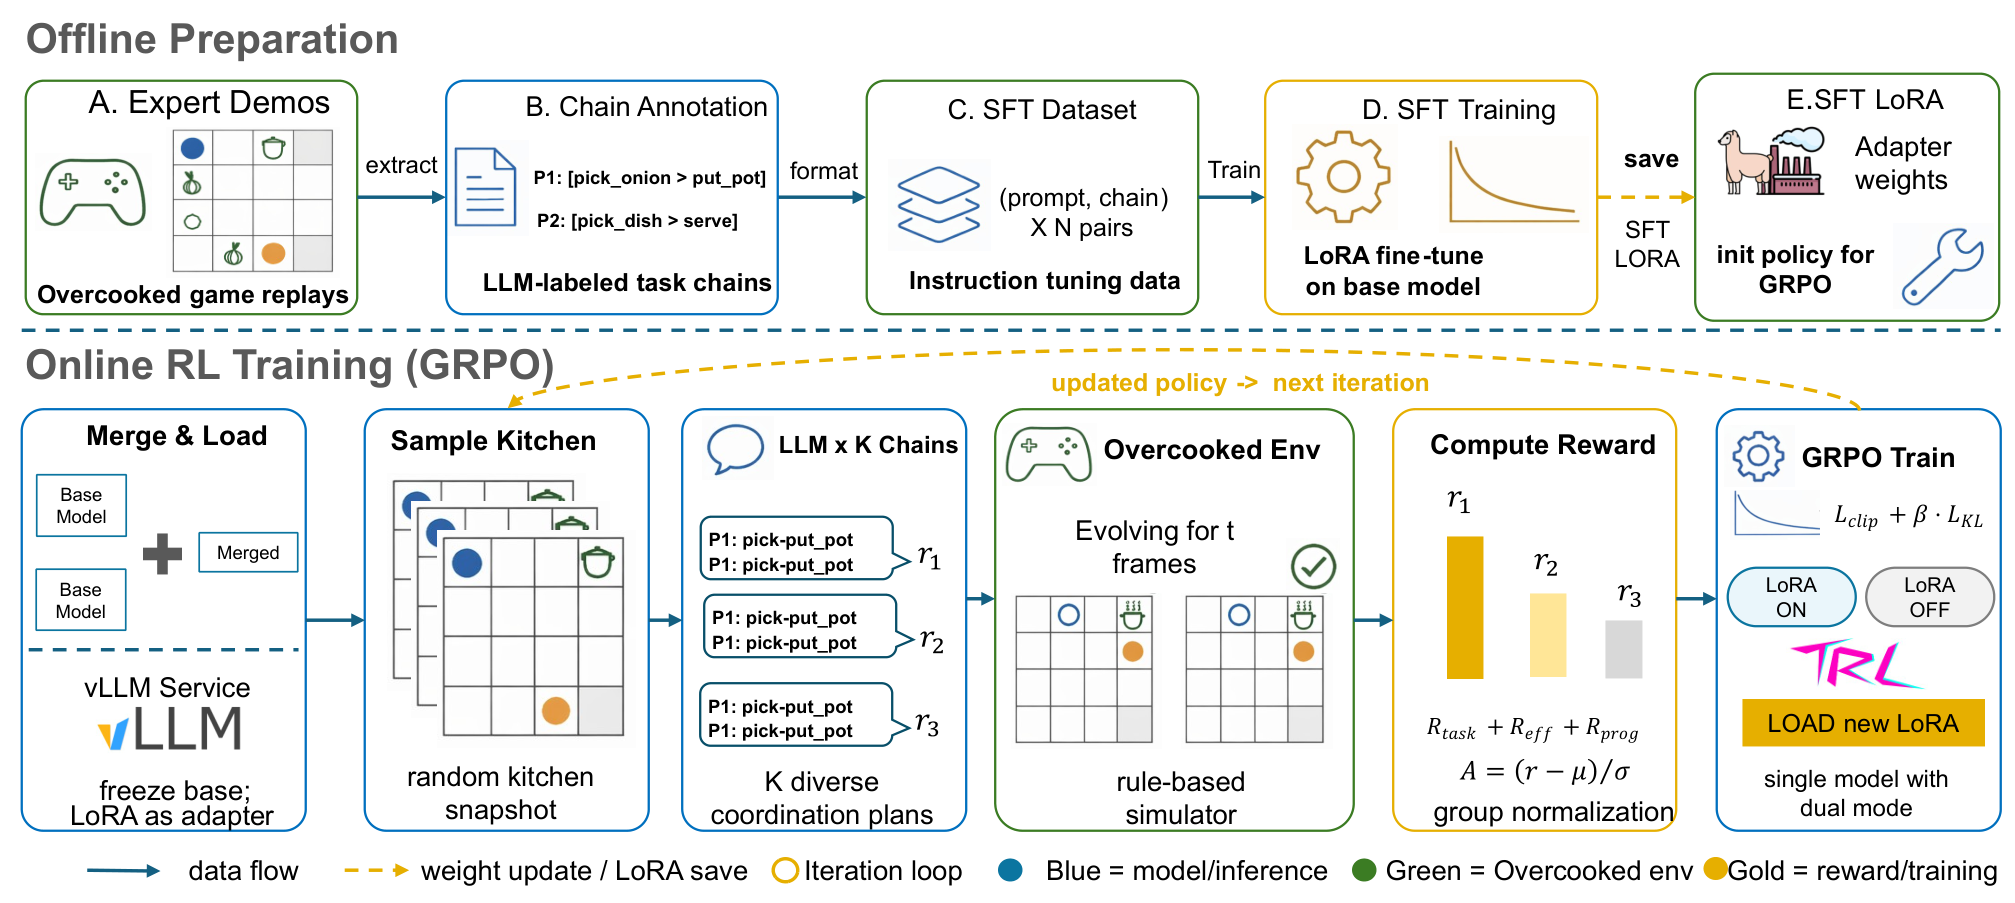 Offline Preparation
A. Expert Demos
Overcooked game replays
extract
B. Chain Annotation
P1: [pick_onion > put_pot]
P2: [pick_dish > serve]
LLM-labeled task chains
format
C. SFT Dataset
(prompt, chain)
X N pairs
Instruction tuning data
Train
D. SFT Training
LoRA fine-tune
on base model
save
SFT
LORA
E.SFT LoRA
Adapter
weights
init policy for
GRPO
Online RL Training (GRPO)
updated policy -> next iteration
Merge & Load
Base
Model
Merged
Base
Model
vLLM Service
vLLM
freeze base;
LoRA as adapter
Sample Kitchen
random kitchen
snapshot
LLM x K Chains
P1: pick-put_pot
P1: pick-put_pot
r₁
P1: pick-put_pot
P1: pick-put_pot
r₂
P1: pick-put_pot
P1: pick-put_pot
r₃
K diverse
coordination plans
Overcooked Env
Evolving for t
frames
rule-based
simulator
Compute Reward
r₁
r₂
r₃
R_task + R_eff + R_prog
A = (r − μ)/σ
group normalization
GRPO Train
L_clip + β · L_KL
LoRA
ON
LoRA
OFF
TRL
LOAD new LoRA
single model with
dual mode
data flow
weight update / LoRA save
Iteration loop
Blue = model/inference
Green = Overcooked env
Gold = reward/training